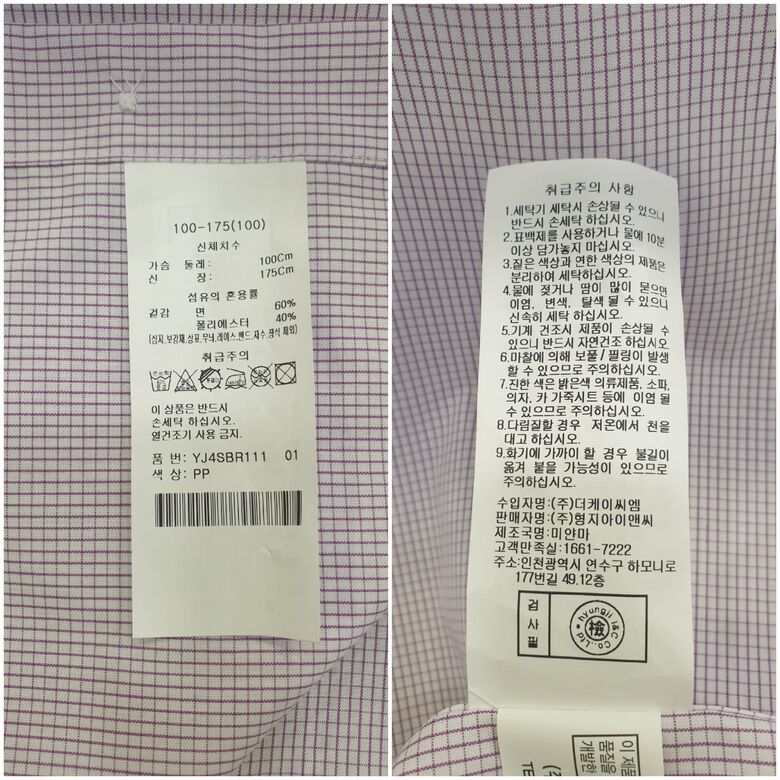 100-175(100)
신체치수
가슴 둘레: 100Cm
신 장: 175Cm
섬유의 혼용률
겉감 면 60%
폴리에스터 40%
(심지,보강재,상표,무늬,레이스,밴드,자수,장식 제외)
취급주의
이 상품은 반드시
손세탁 하십시오.
열건조기 사용 금지.
품 번: YJ4SBR111 01
색 상: PP
취급주의 사항
1.세탁기 세탁시 손상될 수 있으니
반드시 손세탁 하십시오.
2.표백제를 사용하거나 물에 10분
이상 담가놓지 마십시오.
3.짙은 색상과 연한 색상의 제품은
분리하여 세탁하십시오.
4.물에 젖거나 땀이 많이 묻으면
이염, 변색, 탈색 될 수 있으니
신속히 세탁 하십시오.
5.기계 건조시 제품이 손상될 수
있으니 반드시 자연건조 하십시오.
6.마찰에 의해 보풀/필링이 발생
할 수 있으므로 주의하십시오.
7.진한 색은 밝은색 의류제품, 소파,
의자, 카 가죽시트 등에 이염 될
수 있으므로 주의하십시오.
8.다림질할 경우 저온에서 천을
대고 하십시오.
9.화기에 가까이 할 경우 불길이
옮겨 붙을 가능성이 있으므로
주의하십시오.
수입자명:(주)더케이씨엠
판매자명:(주)형지아이앤씨
제조국명:미얀마
고객만족실:1661-7222
주소:인천광역시 연수구 하모니로
177번길 49.12층
검사필
hyungji I&C Co.,Ltd
檢
이 제품
품질을
개발한